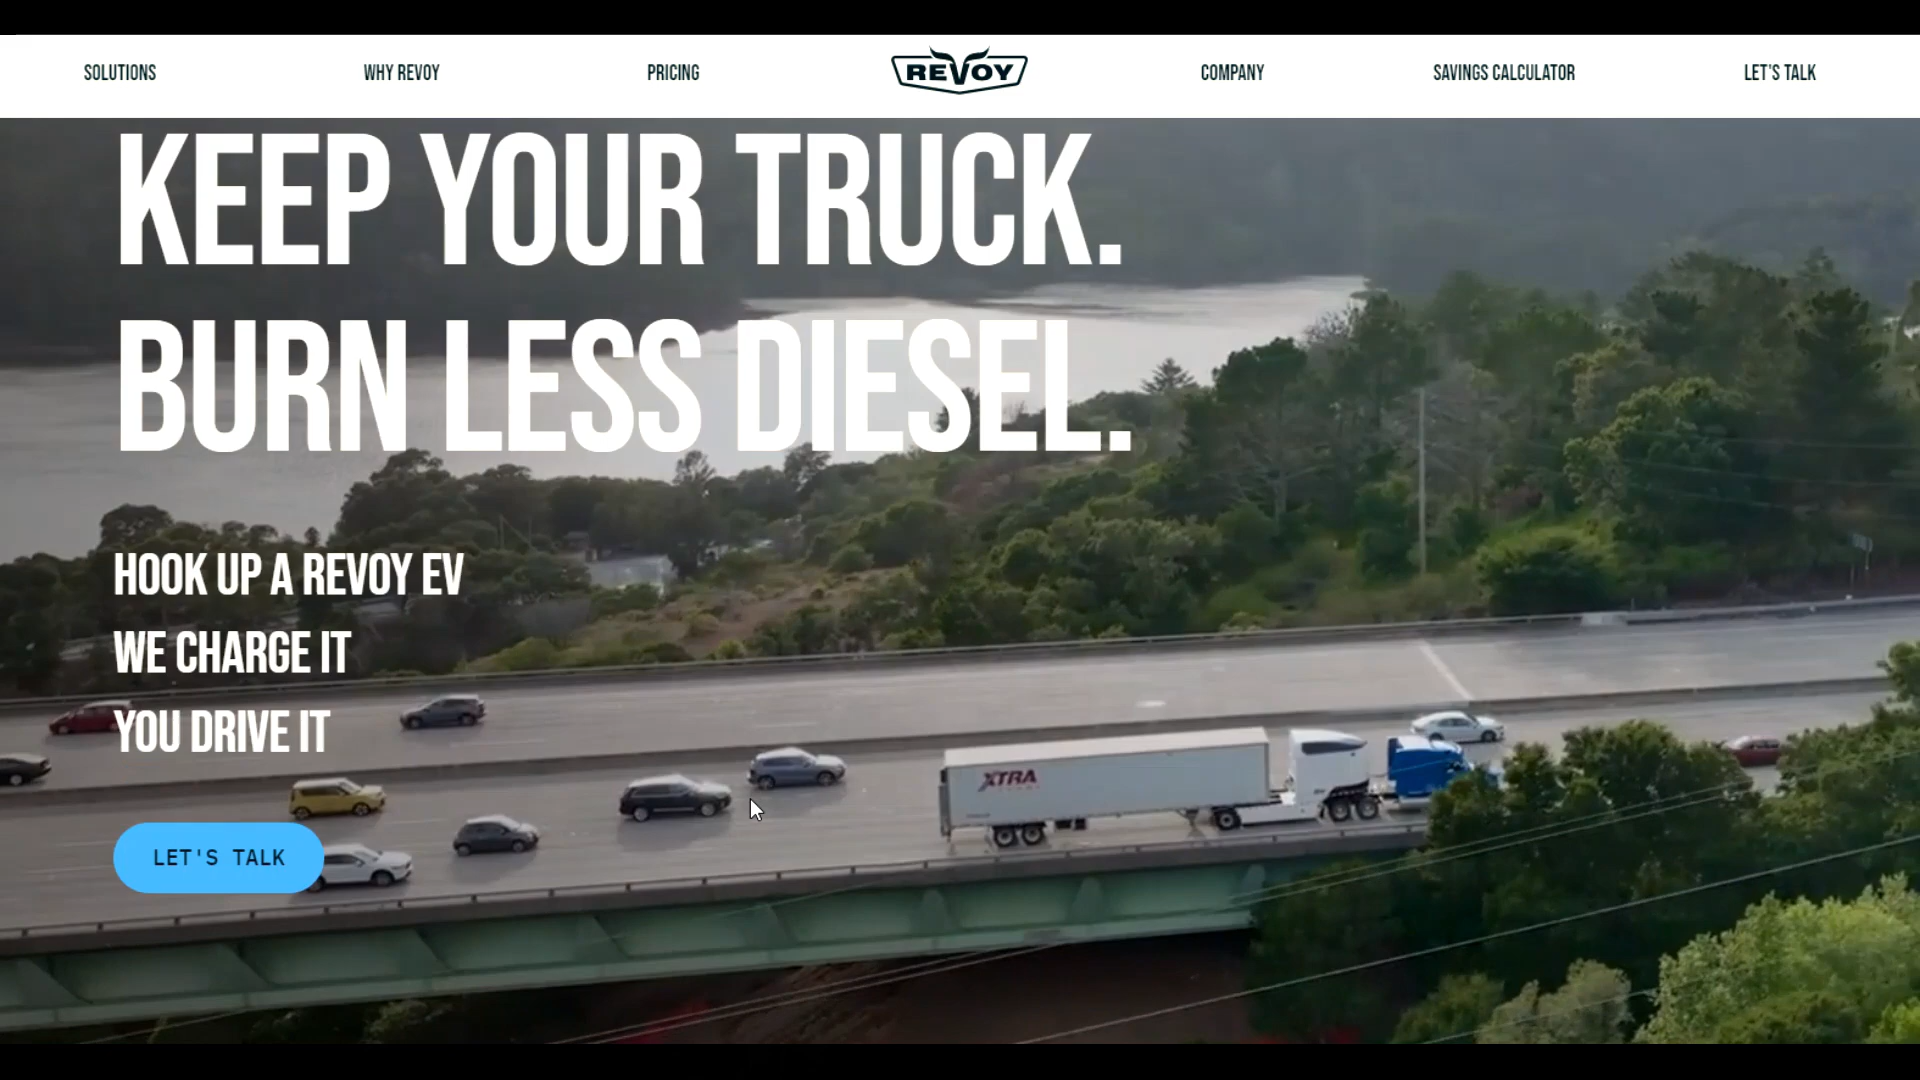 SOLUTIONS
WHY REVOY
PRICING
REVOY
COMPANY
SAVINGS CALCULATOR
LET'S TALK
KEEP YOUR TRUCK.
BURN LESS DIESEL.
HOOK UP A REVOY EV
WE CHARGE IT
YOU DRIVE IT
XTRA
LET'S TALK